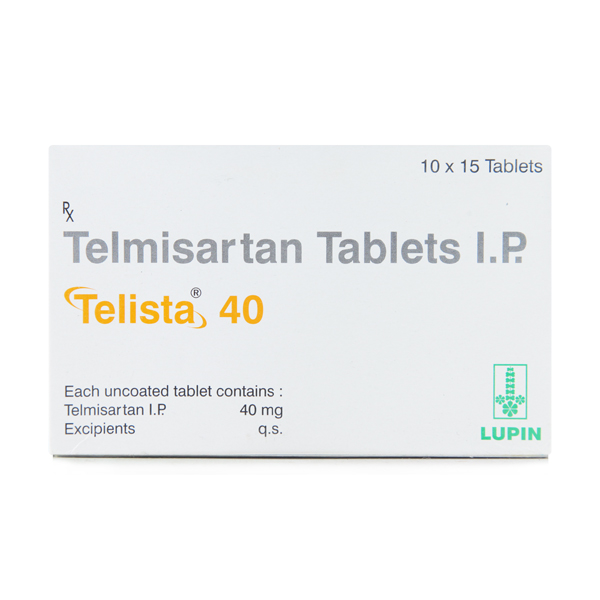 10 x 15 Tablets
Rx
Telmisartan Tablets I.P.
Telista® 40
Each uncoated tablet contains :
Telmisartan I.P. 40 mg
Excipients q.s.
LUPIN